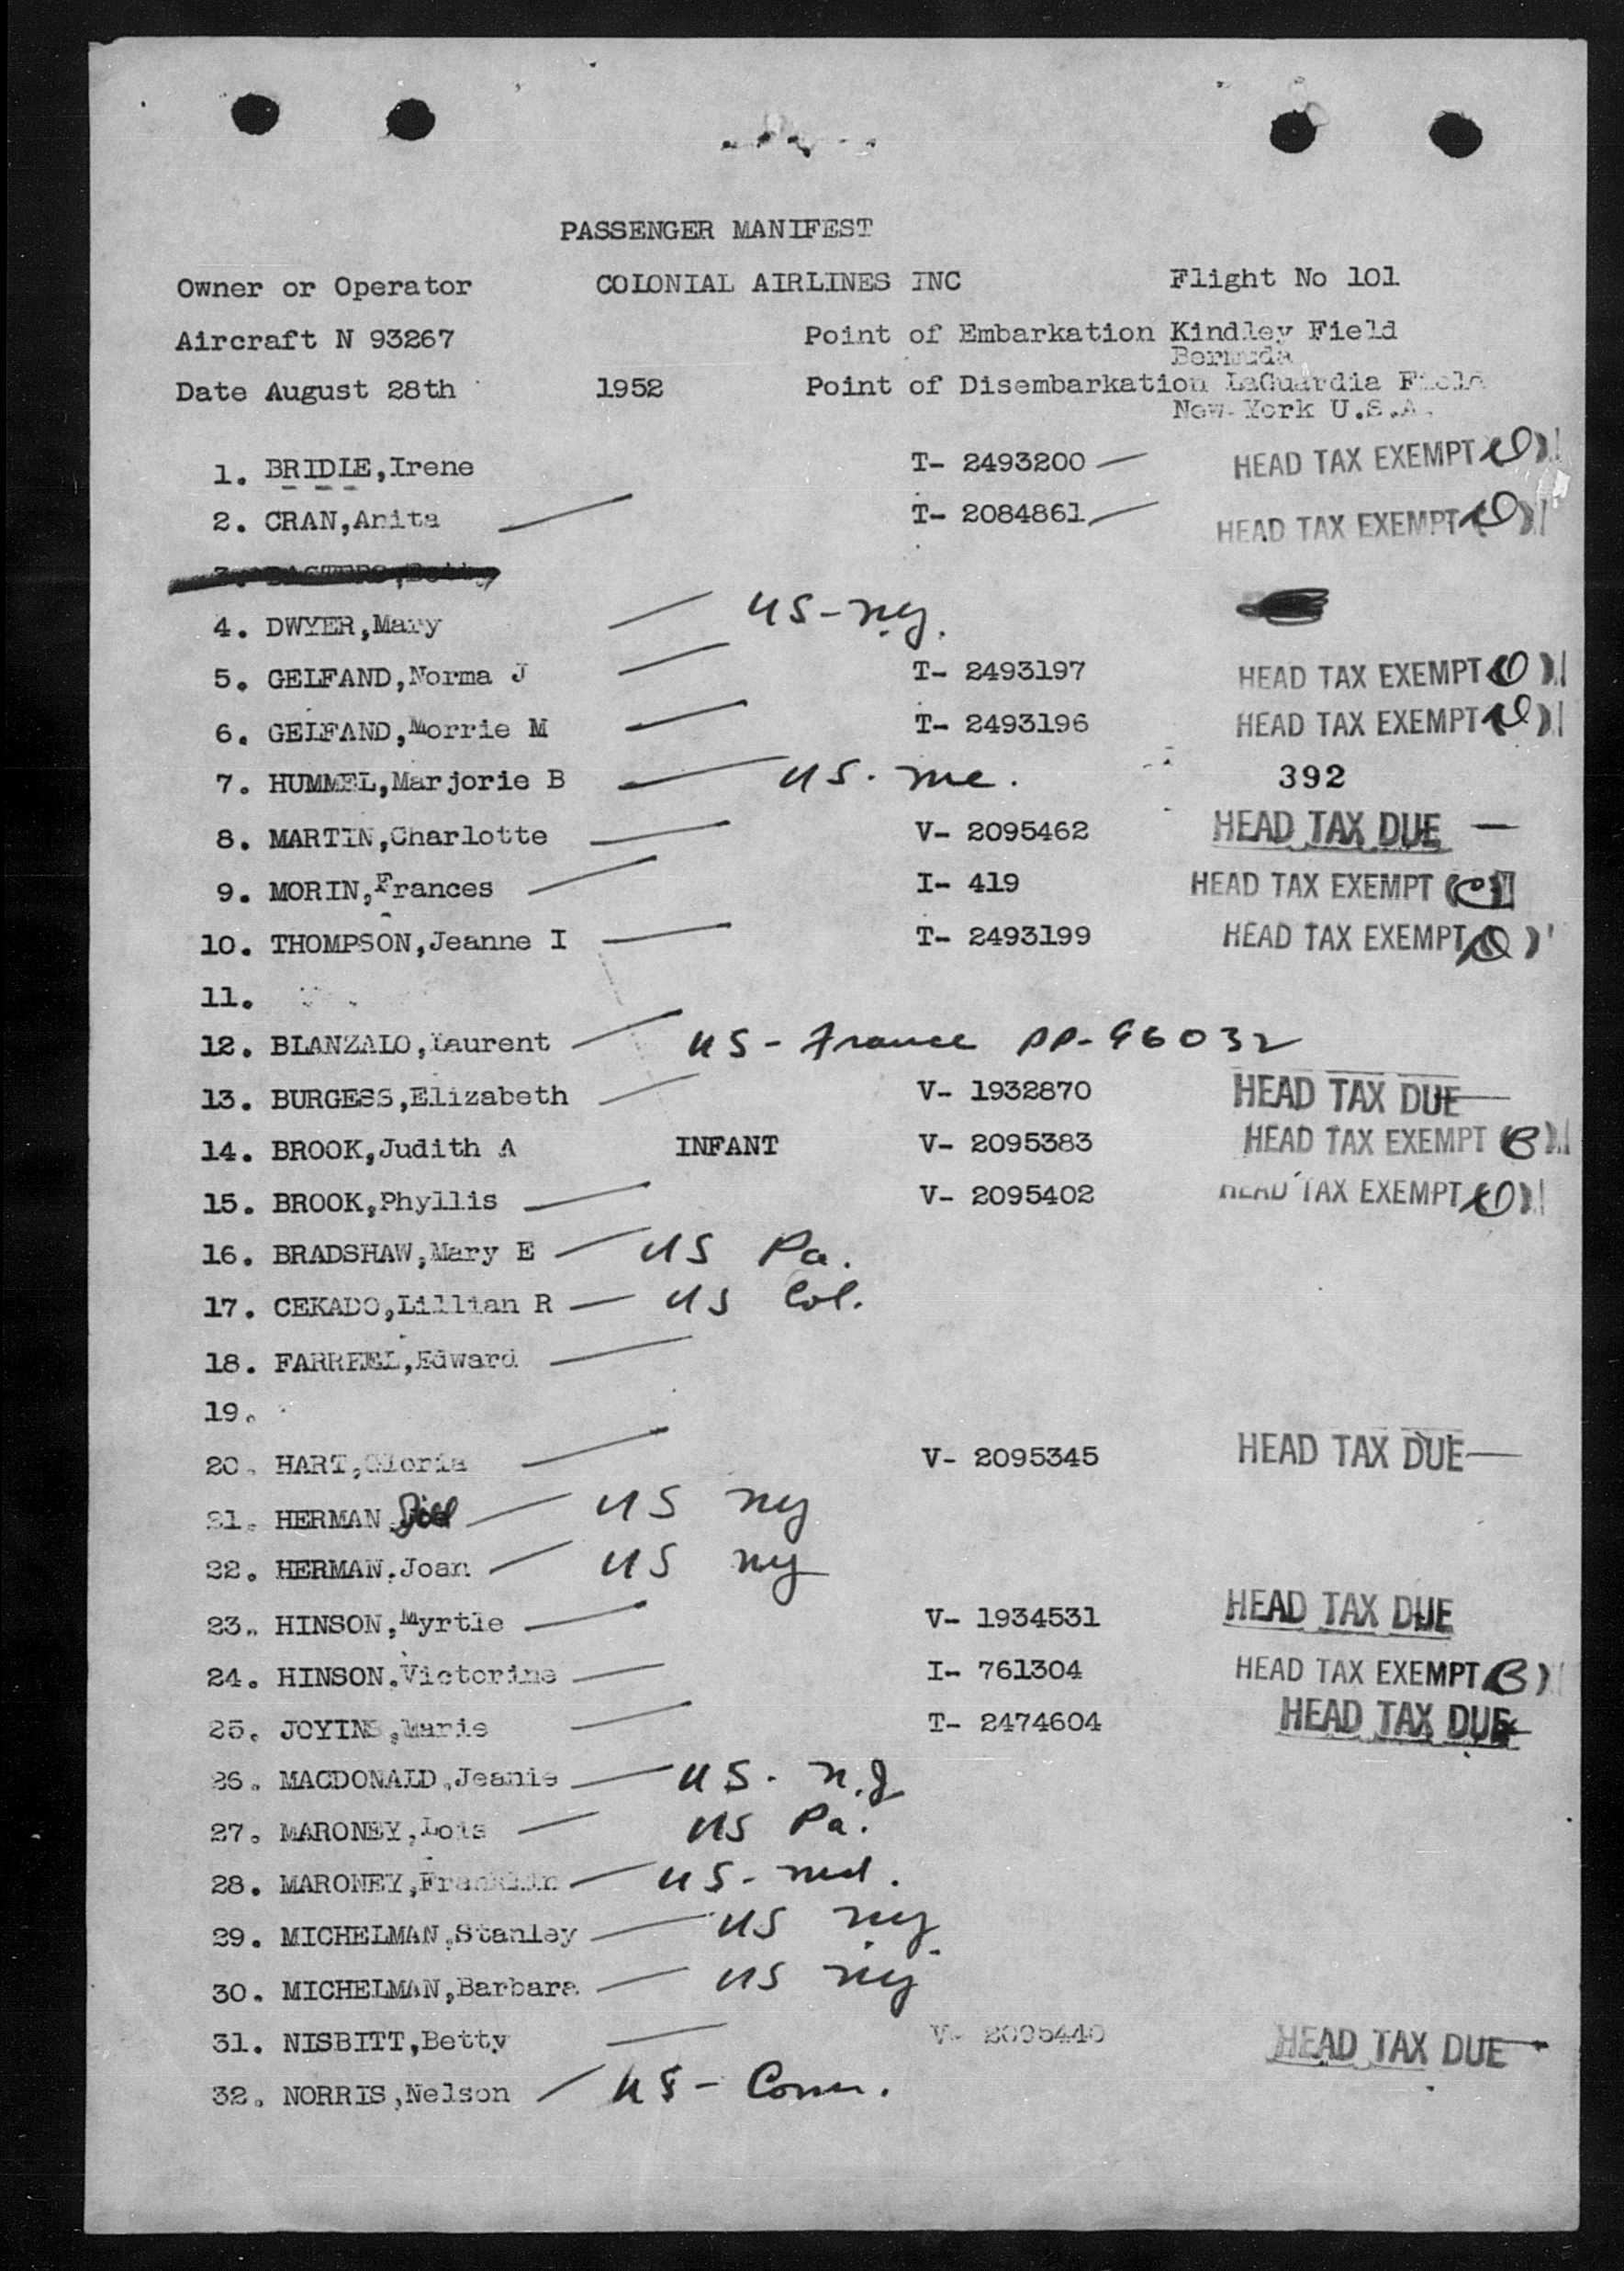 PASSENGER MANIFEST
Owner or Operator COLONIAL AIRLINES INC Flight No 101
Aircraft N 93267 Point of Embarkation Kindley Field
Bermuda
Date August 28th 1952 Point of Disembarkation LaGuardia Field
New York U.S.A.
1. BRIDLE,Irene T- 2493200 HEAD TAX EXEMPT (D)
2. CRAN,Anita T- 2084861 HEAD TAX EXEMPT (D)
4. DWYER,Mary US-ny.
5. GELFAND,Norma J T- 2493197 HEAD TAX EXEMPT (D)
6. GELFAND,Morrie M T- 2493196 HEAD TAX EXEMPT (D)
7. HUMMEL,Marjorie B US. me. 392
8. MARTIN,Charlotte V- 2095462 HEAD TAX DUE
9. MORIN,Frances I- 419 HEAD TAX EXEMPT (C)
10. THOMPSON,Jeanne I T- 2493199 HEAD TAX EXEMPT (D)
11.
12. BLANZALO,Laurent US-France PP-96032
13. BURGESS,Elizabeth V- 1932870 HEAD TAX DUE
14. BROOK,Judith A INFANT V- 2095383 HEAD TAX EXEMPT (B)
15. BROOK,Phyllis V- 2095402 HEAD TAX EXEMPT (D)
16. BRADSHAW,Mary E US Pa.
17. CEKADO,Lillian R US Col.
18. FARREEL,Edward
19.
20. HART,Gloria V- 2095345 HEAD TAX DUE
21. HERMAN US ny
22. HERMAN.Joan US ny
23. HINSON,Myrtle V- 1934531 HEAD TAX DUE
24. HINSON.Victorine I- 761304 HEAD TAX EXEMPT (B)
25. JOYINS,Marie T- 2474604 HEAD TAX DUE
26. MACDONALD,Jeanie US. n.J
27. MARONEY,Lois US Pa.
28. MARONEY,Franklin US-md.
29. MICHELMAN,Stanley US ny
30. MICHELMAN,Barbara US ny
31. NISBITT,Betty V- 2095440 HEAD TAX DUE
32. NORRIS,Nelson US-Conn.